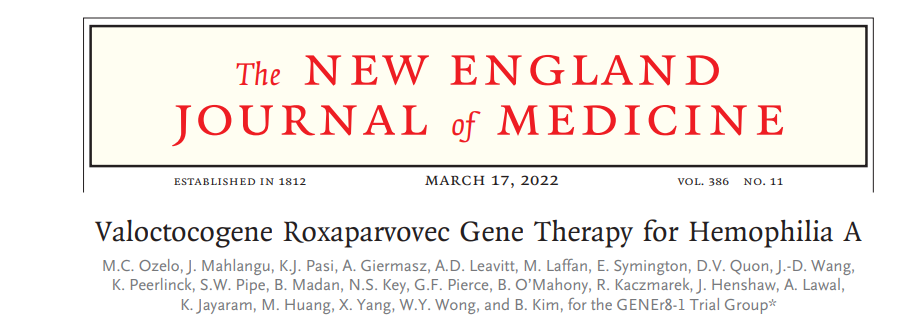 The NEW ENGLAND
JOURNAL of MEDICINE
ESTABLISHED IN 1812 MARCH 17, 2022 VOL. 386 NO. 11
Valoctocogene Roxaparvovec Gene Therapy for Hemophilia A
M.C. Ozelo, J. Mahlangu, K.J. Pasi, A. Giermasz, A.D. Leavitt, M. Laffan, E. Symington, D.V. Quon, J.-D. Wang,
K. Peerlinck, S.W. Pipe, B. Madan, N.S. Key, G.F. Pierce, B. O'Mahony, R. Kaczmarek, J. Henshaw, A. Lawal,
K. Jayaram, M. Huang, X. Yang, W.Y. Wong, and B. Kim, for the GENEr8-1 Trial Group*